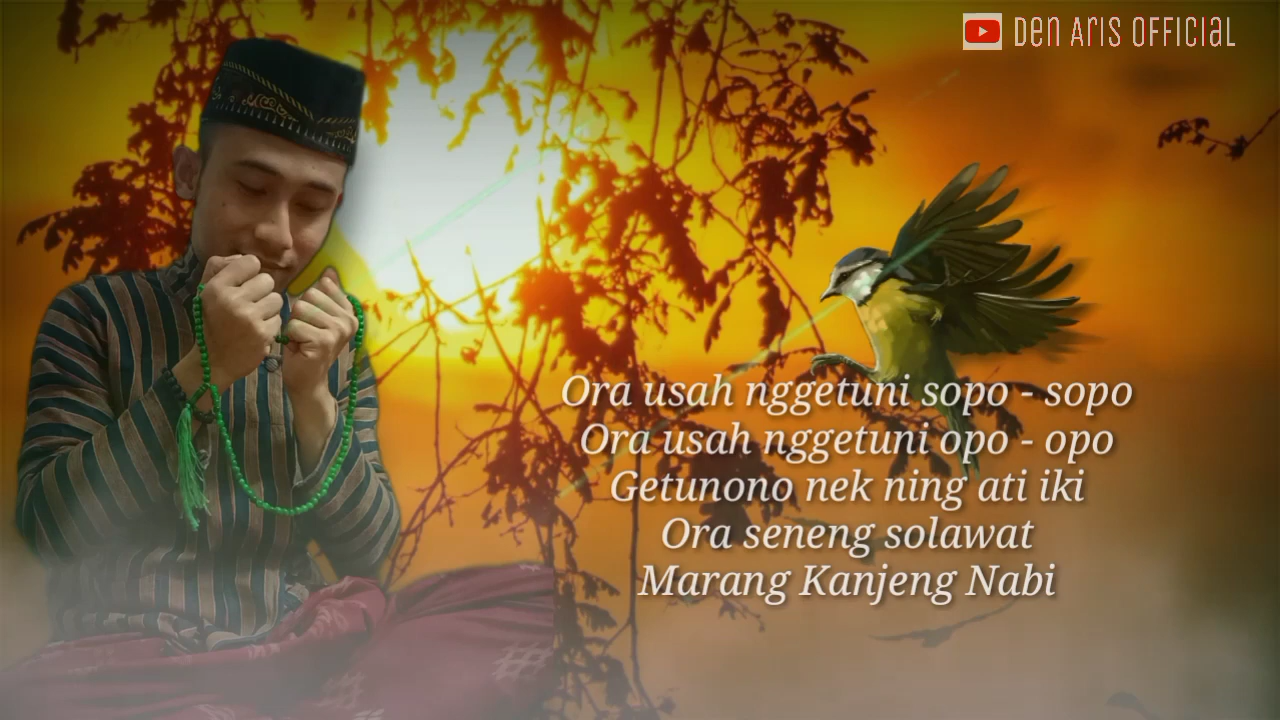 Den Aris Official
Ora usah nggetuni sopo - sopo
Ora usah nggetuni opo - opo
Getunono nek ning ati iki
Ora seneng solawat
Marang Kanjeng Nabi